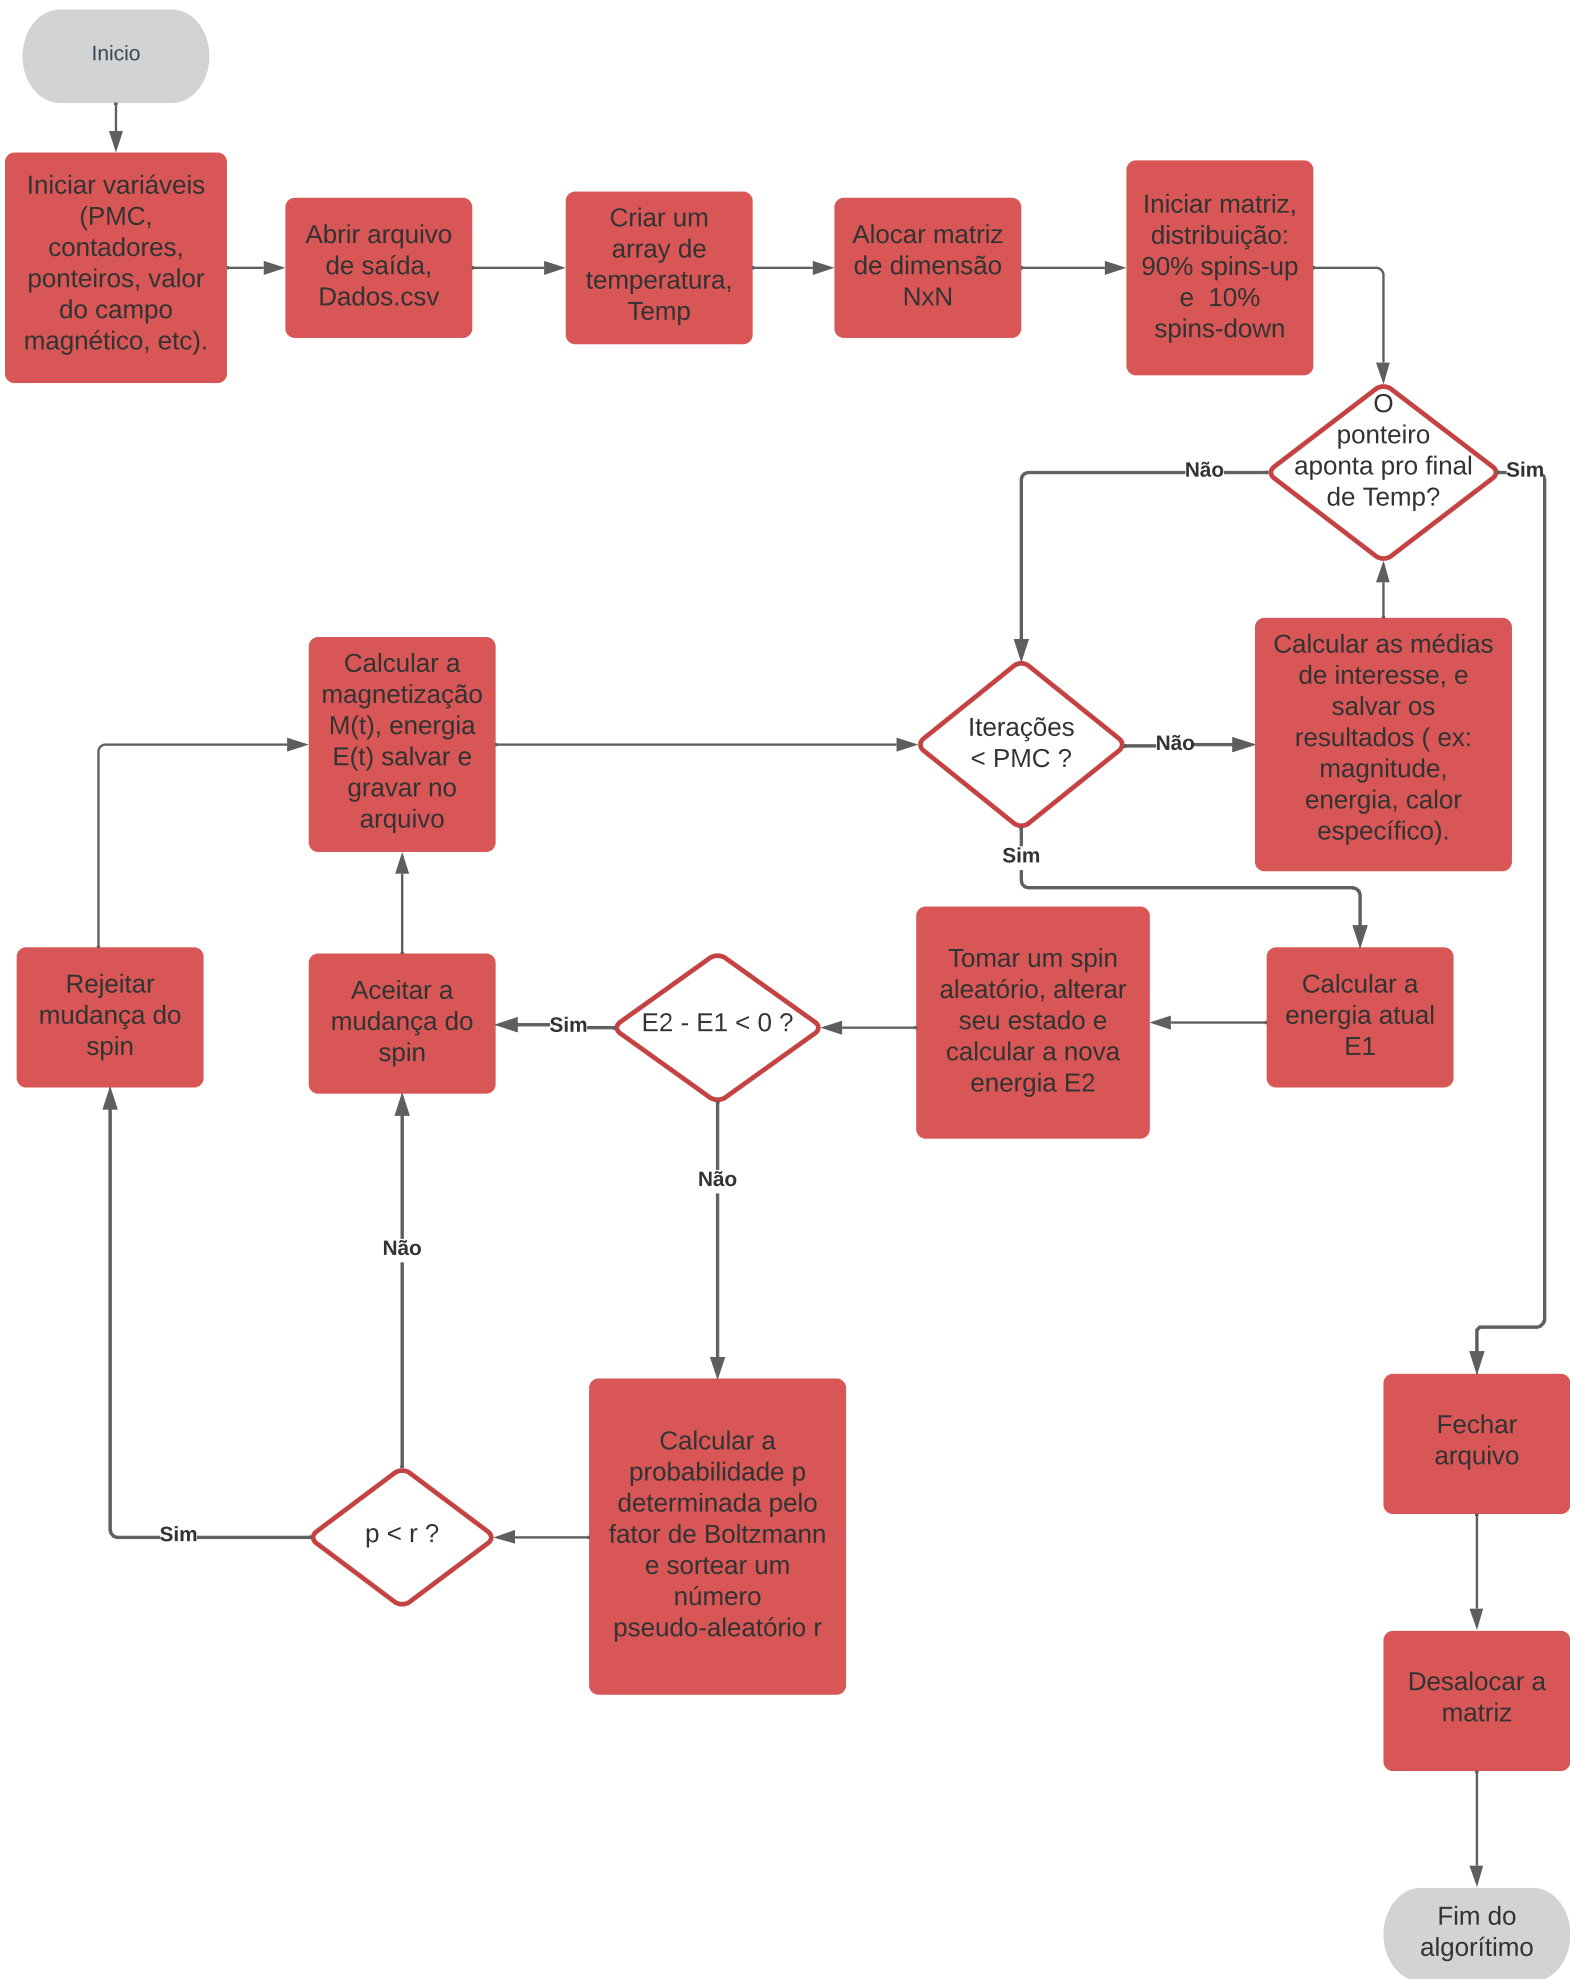 Inicio
Iniciar variáveis
(PMC,
contadores,
ponteiros, valor
do campo
magnético, etc).
Abrir arquivo
de saída,
Dados.csv
Criar um
array de
temperatura,
Temp
Alocar matriz
de dimensão
NxN
Iniciar matriz,
distribuição:
90% spins-up
e 10%
spins-down
O
ponteiro
aponta pro final
de Temp?
Não
Sim
Calcular a
magnetização
M(t), energia
E(t) salvar e
gravar no
arquivo
Iterações
< PMC ?
Não
Calcular as médias
de interesse, e
salvar os
resultados ( ex:
magnitude,
energia, calor
específico).
Sim
Rejeitar
mudança do
spin
Aceitar a
mudança do
spin
Sim
E2 - E1 < 0 ?
Tomar um spin
aleatório, alterar
seu estado e
calcular a nova
energia E2
Calcular a
energia atual
E1
Não
Não
Sim
p < r ?
Calcular a
probabilidade p
determinada pelo
fator de Boltzmann
e sortear um
número
pseudo-aleatório r
Fechar
arquivo
Desalocar a
matriz
Fim do
algorítimo